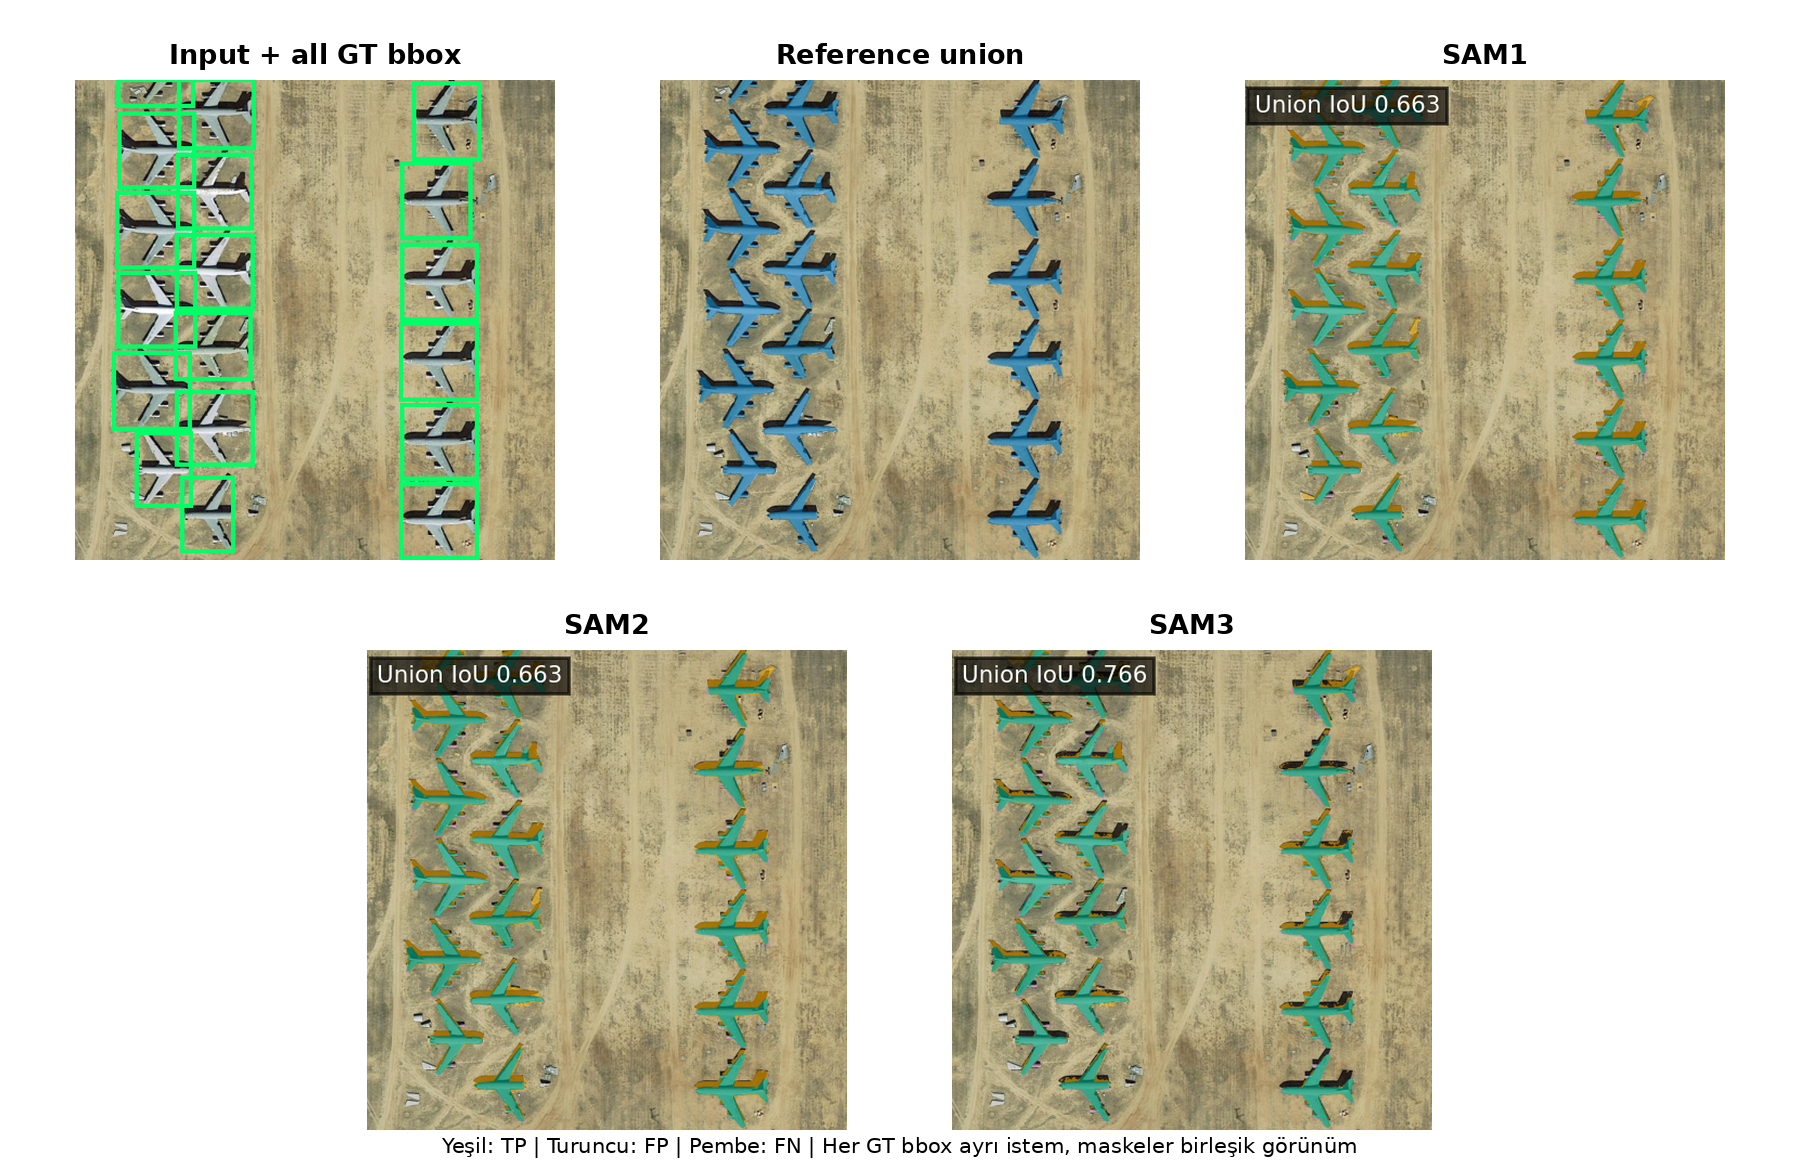 Input + all GT bbox
Reference union
SAM1
Union IoU 0.663
SAM2
SAM3
Union IoU 0.663
Union IoU 0.766
Yeşil: TP | Turuncu: FP | Pembe: FN | Her GT bbox ayrı istem, maskeler birleşik görünüm